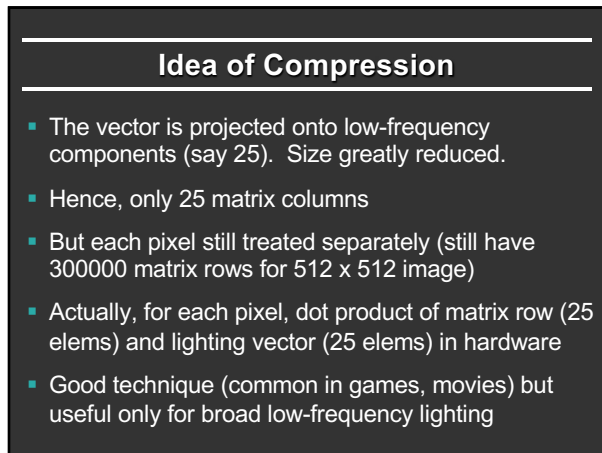 Idea of Compression
▪ The vector is projected onto low-frequency
components (say 25).  Size greatly reduced.
▪ Hence, only 25 matrix columns
▪ But each pixel still treated separately (still have
300000 matrix rows for 512 x 512 image)
▪ Actually, for each pixel, dot product of matrix row (25
elems) and lighting vector (25 elems) in hardware
▪ Good technique (common in games, movies) but
useful only for broad low-frequency lighting